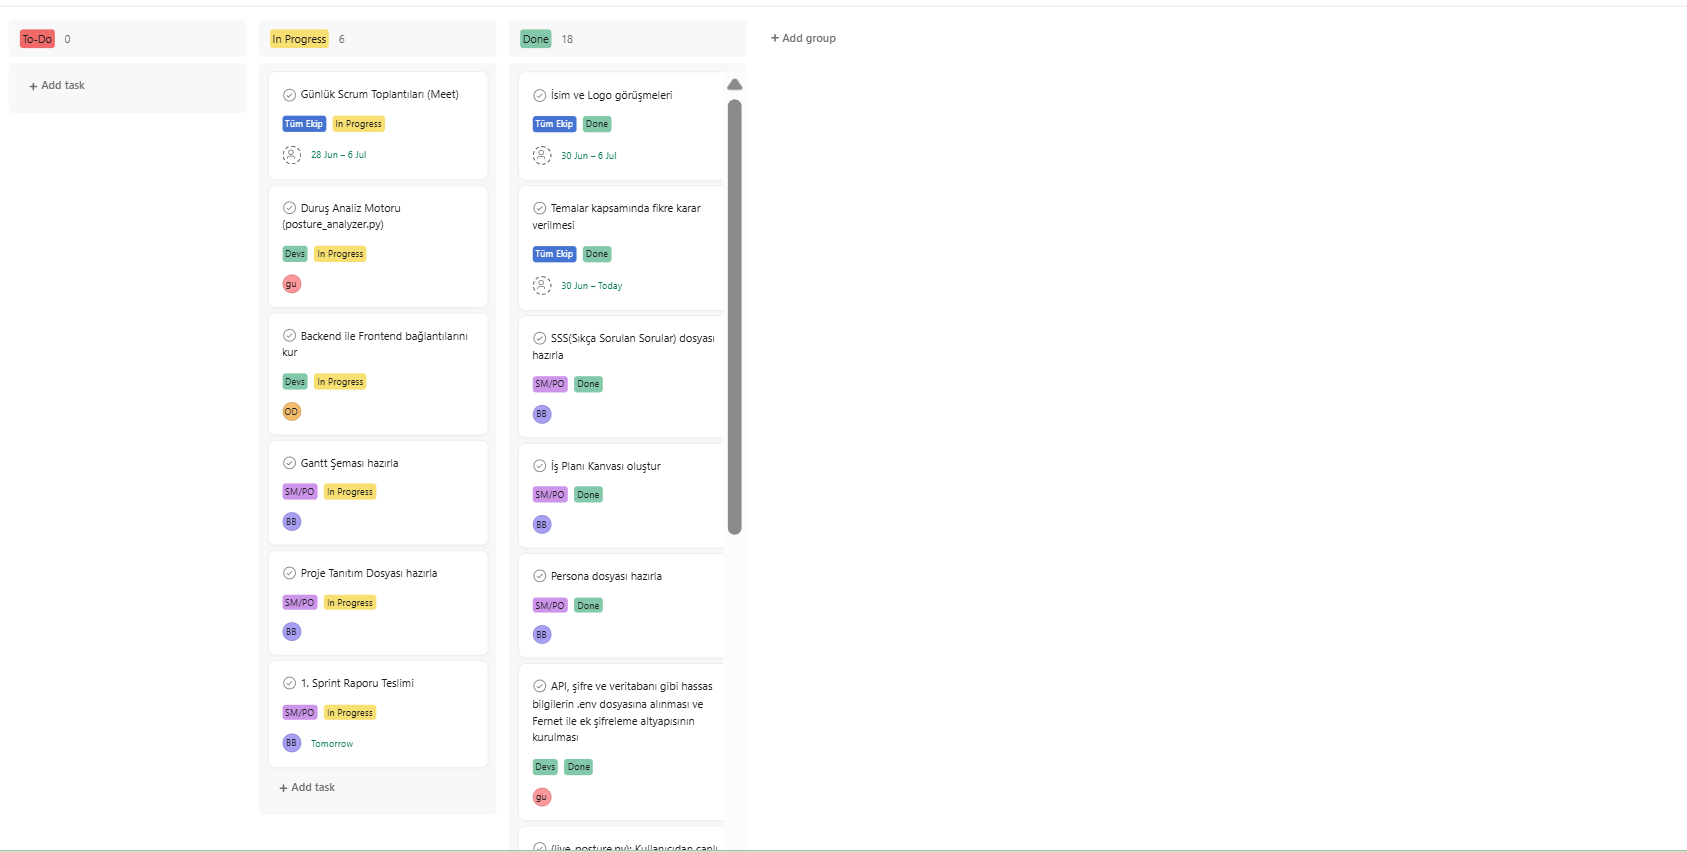 To-Do 0
+ Add task
In Progress 6
Günlük Scrum Toplantıları (Meet)
Tüm Ekip In Progress
28 Jun – 6 Jul
Duruş Analiz Motoru
(posture_analyzer.py)
Devs In Progress
gu
Backend ile Frontend bağlantılarını
kur
Devs In Progress
OD
Gantt Şeması hazırla
SM/PO In Progress
BB
Proje Tanıtım Dosyası hazırla
SM/PO In Progress
BB
1. Sprint Raporu Teslimi
SM/PO In Progress
BB Tomorrow
+ Add task
Done 18
İsim ve Logo görüşmeleri
Tüm Ekip Done
30 Jun – 6 Jul
Temalar kapsamında fikre karar
verilmesi
Tüm Ekip Done
30 Jun – Today
SSS(Sıkça Sorulan Sorular) dosyası
hazırla
SM/PO Done
BB
İş Planı Kanvası oluştur
SM/PO Done
BB
Persona dosyası hazırla
SM/PO Done
BB
API, şifre ve veritabanı gibi hassas
bilgilerin .env dosyasına alınması ve
Fernet ile ek şifreleme altyapısının
kurulması
Devs Done
gu
(live_posture.py): Kullanıcıdan canlı
+ Add group